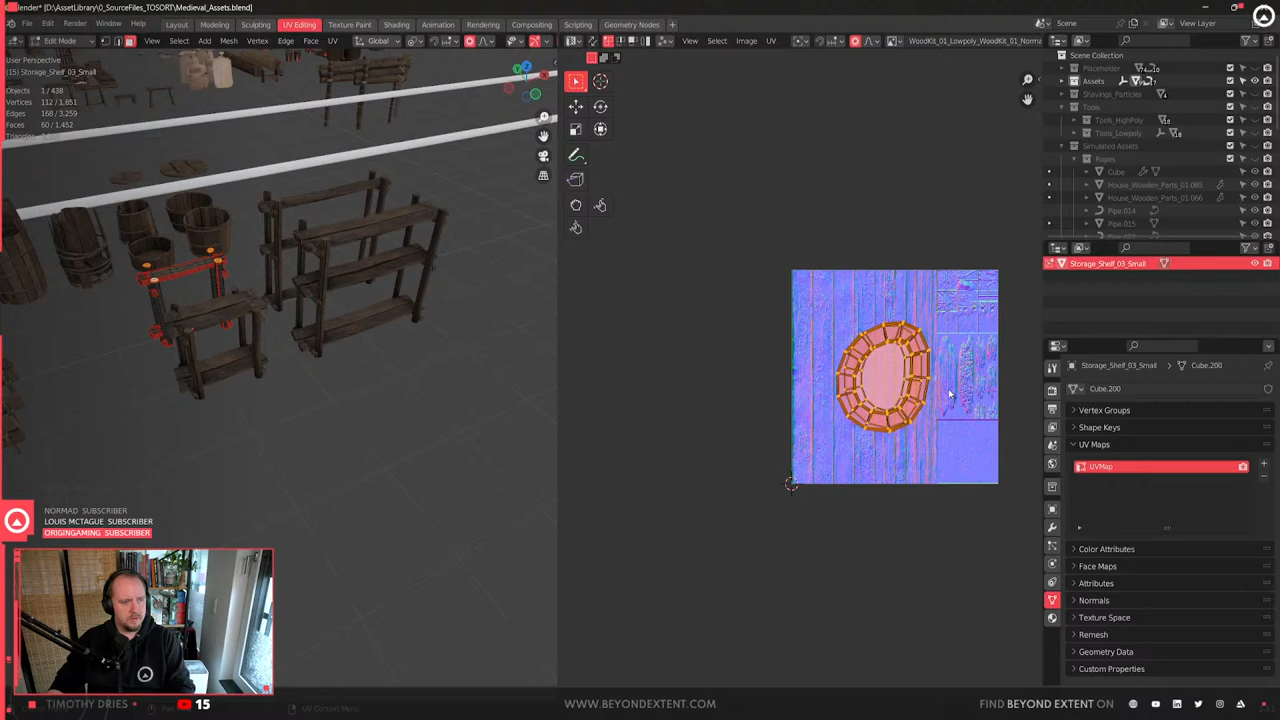 Blender* [D:\AssetLibrary\0_SourceFiles_TOSORT\Medieval_Assets.blend]
File Edit Render Window Help Layout Modeling Sculpting UV Editing Texture Paint Shading Animation Rendering Compositing Scripting Geometry Nodes + Scene View Layer
Edit Mode View Select Add Mesh Vertex Edge Face UV Global View Select Image UV WoodKit_01_Lowpoly_WoodKit_01_Norma
User Perspective
(15) Storage_Shelf_03_Small
Objects 1/438
Vertices 112/1,851
Edges 168/3,259
Faces 60/1,452
Triangles
Scene Collection
Placeholder
Assets
Shavings_Particles
Tools
Tools_HighPoly
Tools_Lowpoly
Simulated Assets
Ropes
Cube
House_Wooden_Parts_01.065
House_Wooden_Parts_01.066
Pipe.014
Pipe.015
Storage_Shelf_03_Small
Storage_Shelf_03_Small > Cube.200
Cube.200
Vertex Groups
Shape Keys
UV Maps
UVMap
Color Attributes
Face Maps
Attributes
Normals
Texture Space
Remesh
Geometry Data
Custom Properties
NORMAD SUBSCRIBER
LOUIS MCTAGUE SUBSCRIBER
ORIGINGAMING SUBSCRIBER
TIMOTHY DRIES 15 WWW.BEYONDEXTENT.COM FIND BEYOND EXTENT ON
UV Context Menu